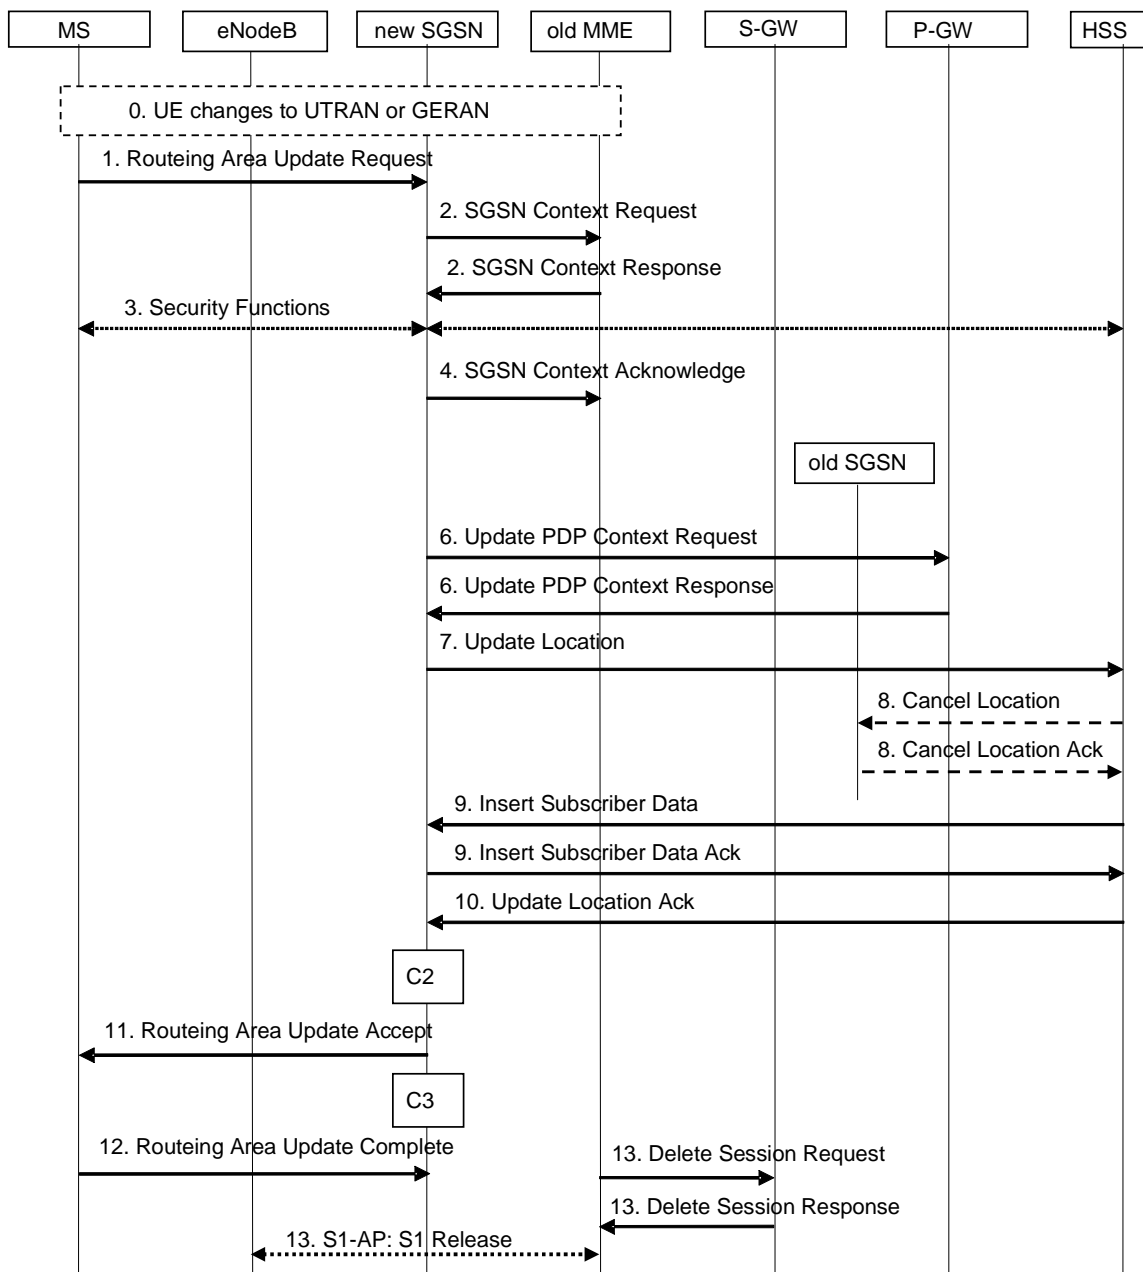 MS
eNodeB
new SGSN
old MME
S-GW
P-GW
HSS
0. UE changes to UTRAN or GERAN
1. Routeing Area Update Request
2. SGSN Context Request
2. SGSN Context Response
3. Security Functions
4. SGSN Context Acknowledge
old SGSN
6. Update PDP Context Request
6. Update PDP Context Response
7. Update Location
8. Cancel Location
8. Cancel Location Ack
9. Insert Subscriber Data
9. Insert Subscriber Data Ack
10. Update Location Ack
C2
11. Routeing Area Update Accept
C3
12. Routeing Area Update Complete
13. Delete Session Request
13. Delete Session Response
13. S1-AP: S1 Release